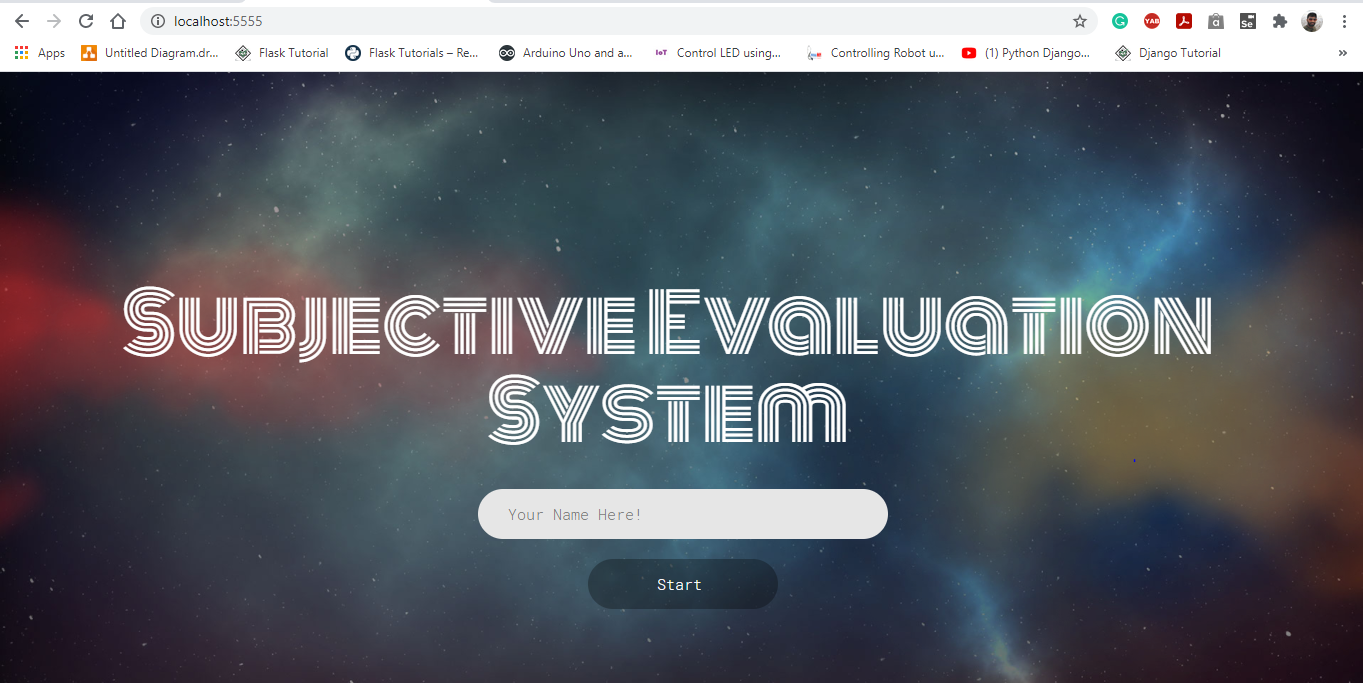 localhost:5555
Apps Untitled Diagram.dr... Flask Tutorial Flask Tutorials – Re... Arduino Uno and a... IoT Control LED using... Controlling Robot u... (1) Python Django... Django Tutorial »
Subjective Evaluation
System
Your Name Here!
Start